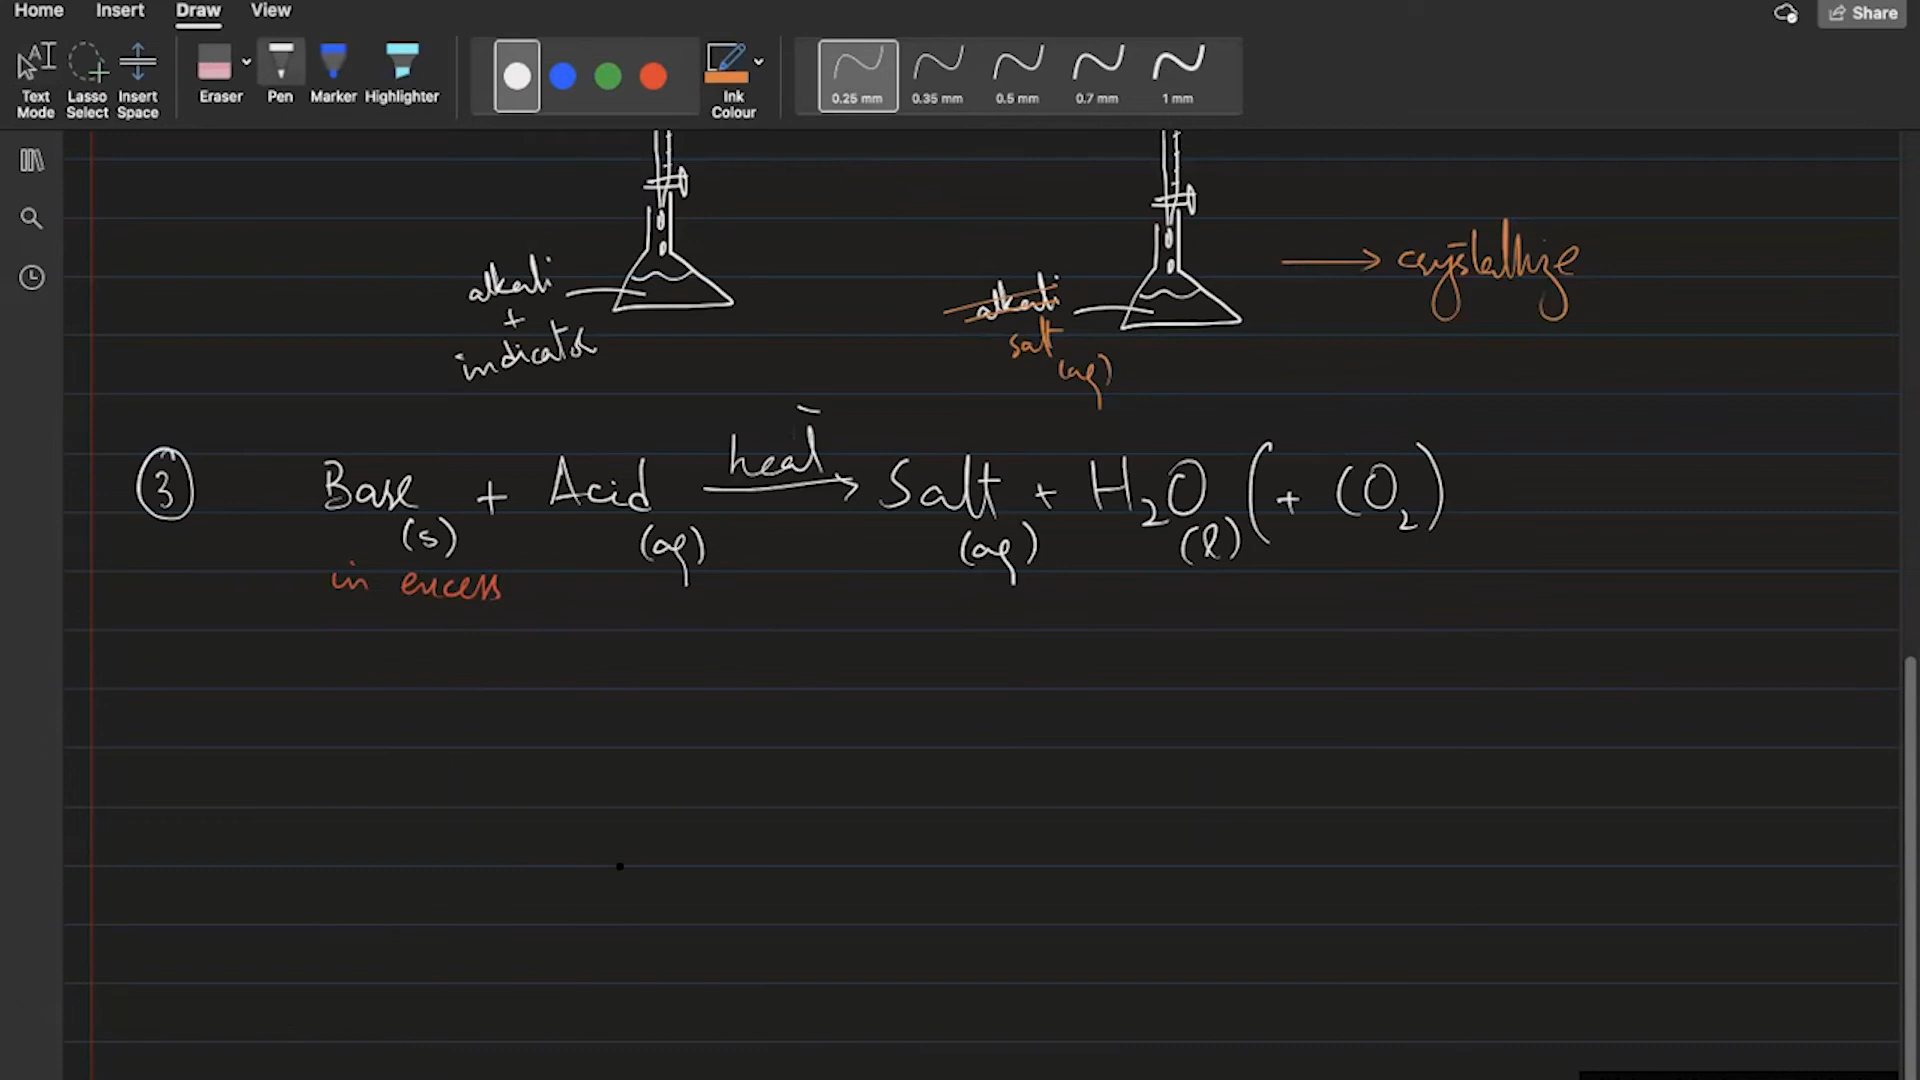 Home Insert Draw View
Share
Text Mode
Lasso Select
Insert Space
Eraser
Pen
Marker
Highlighter
Ink Colour
0.25 mm
0.35 mm
0.5 mm
0.7 mm
1 mm
alkali
+
indicator
alkali
salt
(aq)
→ crystallize
③ Base(s) + Acid(aq) heat→ Salt(aq) + H₂O(l) (+ CO₂)
in excess